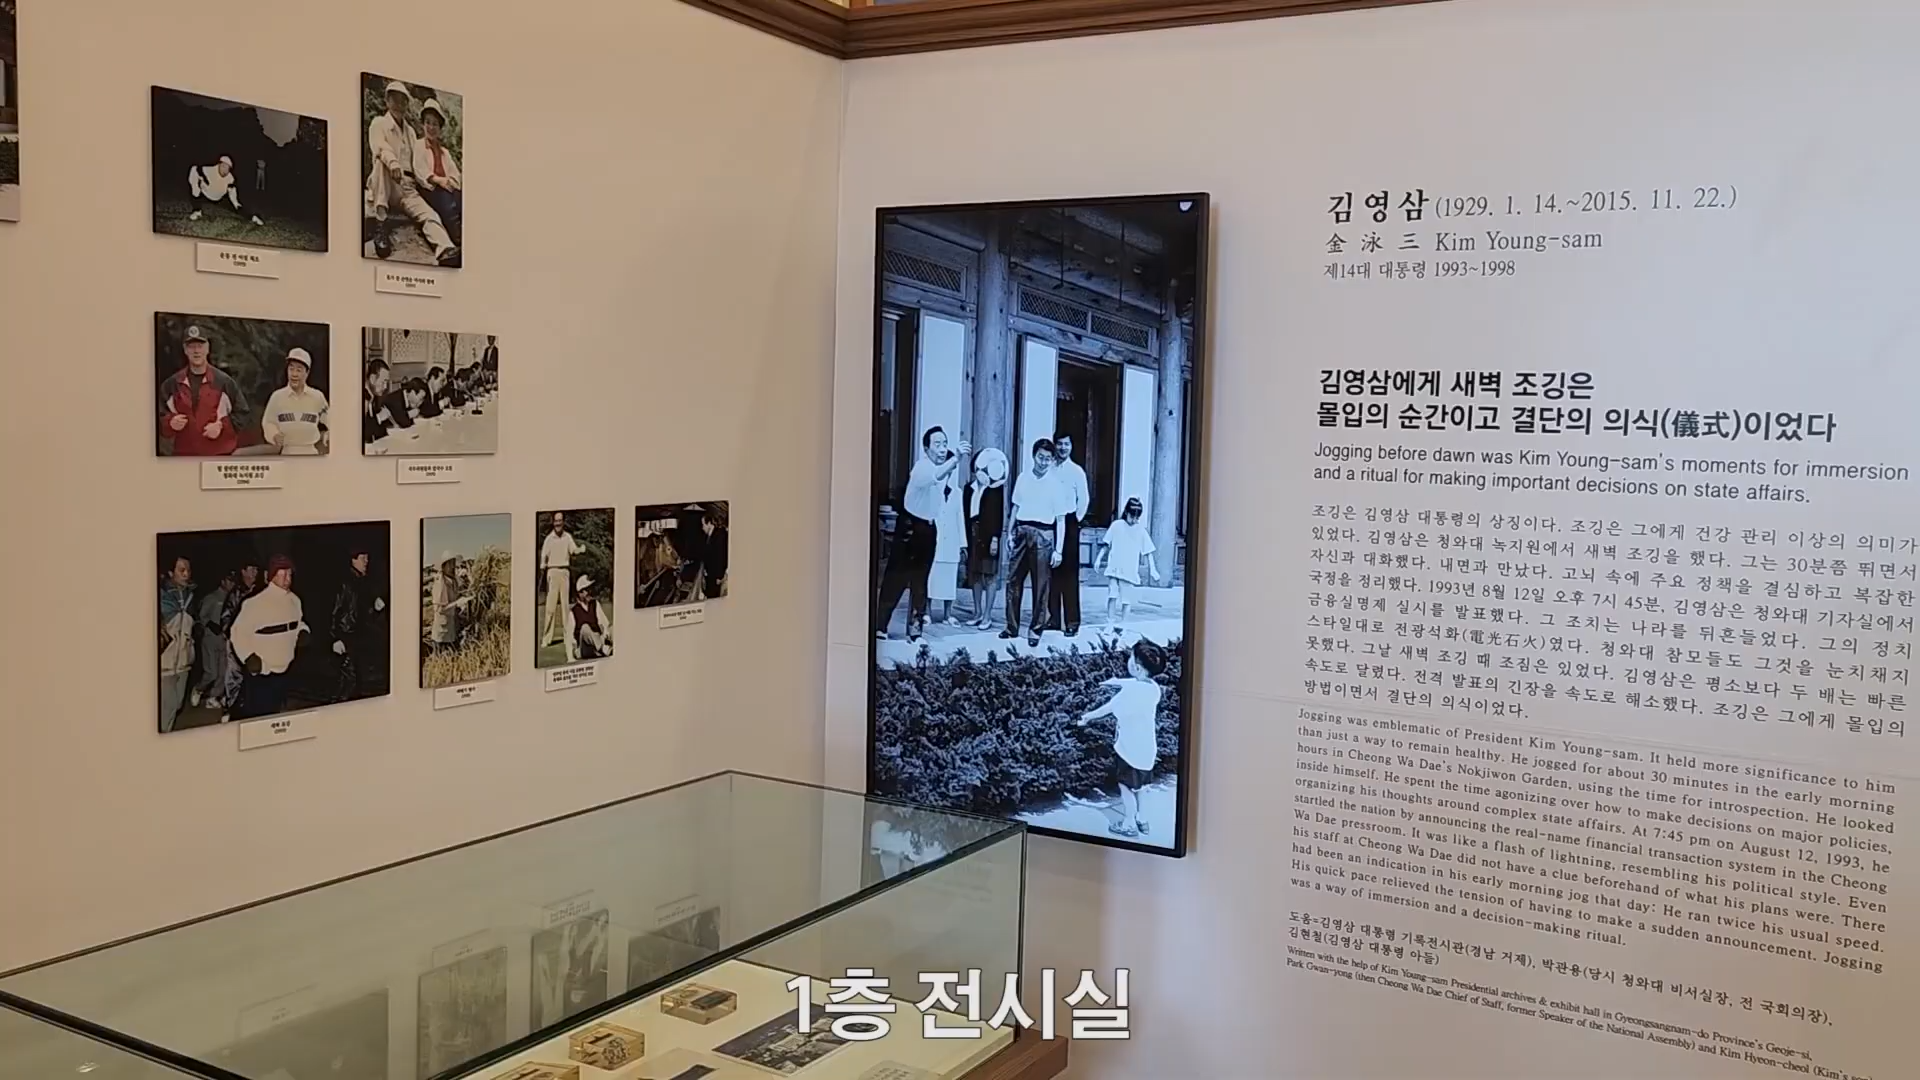 김영삼 (1929. 1. 14.~2015. 11. 22.)
金泳三 Kim Young-sam
제14대 대통령 1993~1998
김영삼에게 새벽 조깅은
몰입의 순간이고 결단의 의식(儀式)이었다
Jogging before dawn was Kim Young-sam's moments for immersion
and a ritual for making important decisions on state affairs.
조깅은 김영삼 대통령의 상징이다. 조깅은 그에게 건강 관리 이상의 의미가
있었다. 김영삼은 청와대 녹지원에서 새벽 조깅을 했다. 그는 30분쯤 뛰면서
자신과 대화했다. 내면과 만났다. 고뇌 속에 주요 정책을 결심하고 복잡한
국정을 정리했다. 1993년 8월 12일 오후 7시 45분, 김영삼은 청와대 기자실에서
금융실명제 실시를 발표했다. 그 조치는 나라를 뒤흔들었다. 그의 정치
스타일대로 전광석화(電光石火)였다. 청와대 참모들도 그것을 눈치채지
못했다. 그날 새벽 조깅 때 조짐은 있었다. 김영삼은 평소보다 두 배는 빠른
속도로 달렸다. 전격 발표의 긴장을 속도로 해소했다. 조깅은 그에게 몰입의
방법이면서 결단의 의식이었다.
Jogging was emblematic of President Kim Young-sam. It held more significance to him
than just a way to remain healthy. He jogged for about 30 minutes in the early morning
hours in Cheong Wa Dae's Nokjiwon Garden, using the time for introspection. He looked
inside himself. He spent the time agonizing over how to make decisions on major policies,
organizing his thoughts around complex state affairs. At 7:45 pm on August 12, 1993, he
startled the nation by announcing the real-name financial transaction system in the Cheong
Wa Dae pressroom. It was like a flash of lightning, resembling his political style. Even
his staff at Cheong Wa Dae did not have a clue beforehand of what his plans were. There
had been an indication in his early morning jog that day: He ran twice his usual speed.
His quick pace relieved the tension of having to make a sudden announcement. Jogging
was a way of immersion and a decision-making ritual.
도움=김영삼 대통령 기록전시관(경남 거제), 박관용(당시 청와대 비서실장, 전 국회의장),
김현철(김영삼 대통령 아들)
Written with the help of Kim Young-sam Presidential archives & exhibit hall in Gyeongsangnam-do Province's Geoje-si,
Park Gwan-yong (then Cheong Wa Dae Chief of Staff, former Speaker of the National Assembly) and Kim Hyeon-cheol (Kim's son)
새벽 조깅
1층 전시실